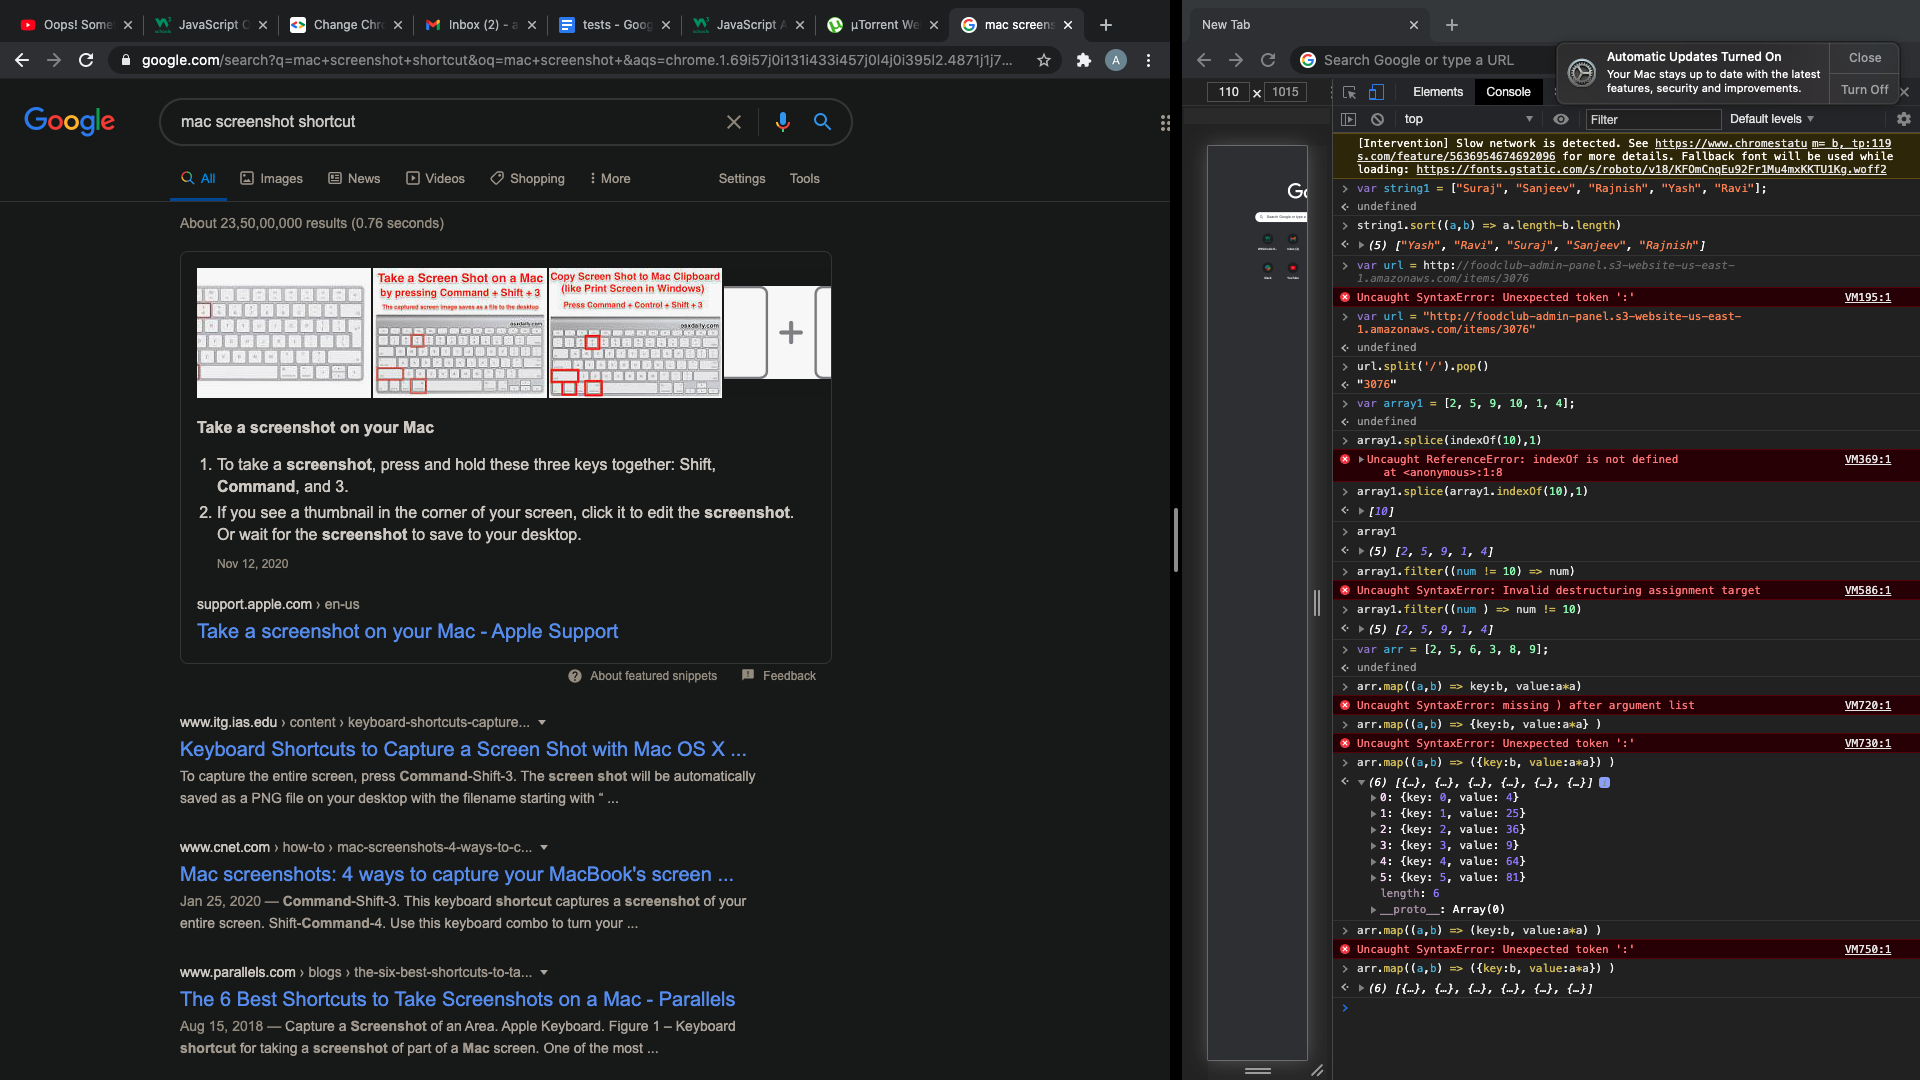 Oops! Some
JavaScript C
Change Chr
Inbox (2) - a
tests - Goog
JavaScript A
µTorrent We
mac screens
google.com/search?q=mac+screenshot+shortcut&oq=mac+screenshot+&aqs=chrome.1.69i57j0i131i433i457j0l4j0i395l2.4871j1j7...
A
Google
mac screenshot shortcut
All
Images
News
Videos
Shopping
More
Settings
Tools
About 23,50,00,000 results (0.76 seconds)
Take a Screen Shot on a Mac
by pressing Command + Shift + 3
The captured screen image saves as a file to the desktop
osxdaily.com
Copy Screen Shot to Mac Clipboard
(like Print Screen in Windows)
Press Command + Control + Shift + 3
osxdaily.com
Take a screenshot on your Mac
1. To take a screenshot, press and hold these three keys together: Shift,
Command, and 3.
2. If you see a thumbnail in the corner of your screen, click it to edit the screenshot.
Or wait for the screenshot to save to your desktop.
Nov 12, 2020
support.apple.com › en-us
Take a screenshot on your Mac - Apple Support
About featured snippets
Feedback
www.itg.ias.edu › content › keyboard-shortcuts-capture...
Keyboard Shortcuts to Capture a Screen Shot with Mac OS X ...
To capture the entire screen, press Command-Shift-3. The screen shot will be automatically
saved as a PNG file on your desktop with the filename starting with “ ...
www.cnet.com › how-to › mac-screenshots-4-ways-to-c...
Mac screenshots: 4 ways to capture your MacBook's screen ...
Jan 25, 2020 — Command-Shift-3. This keyboard shortcut captures a screenshot of your
entire screen. Shift-Command-4. Use this keyboard combo to turn your ...
www.parallels.com › blogs › the-six-best-shortcuts-to-ta...
The 6 Best Shortcuts to Take Screenshots on a Mac - Parallels
Aug 15, 2018 — Capture a Screenshot of an Area. Apple Keyboard. Figure 1 – Keyboard
shortcut for taking a screenshot of part of a Mac screen. One of the most ...
New Tab
Search Google or type a URL
Automatic Updates Turned On
Your Mac stays up to date with the latest
features, security and improvements.
Close
Turn Off
110 × 1015
Elements
Console
top
Filter
Default levels
[Intervention] Slow network is detected. See https://www.chromestatu m=_b,_tp:119
s.com/feature/5636954674692096 for more details. Fallback font will be used while
loading: https://fonts.gstatic.com/s/roboto/v18/KFOmCnqEu92Fr1Mu4mxKKTU1Kg.woff2
var string1 = ["Suraj", "Sanjeev", "Rajnish", "Yash", "Ravi"];
undefined
string1.sort((a,b) => a.length-b.length)
(5) ["Yash", "Ravi", "Suraj", "Sanjeev", "Rajnish"]
var url = http://foodclub-admin-panel.s3-website-us-east-
1.amazonaws.com/items/3076
Uncaught SyntaxError: Unexpected token ':' VM195:1
var url = "http://foodclub-admin-panel.s3-website-us-east-
1.amazonaws.com/items/3076"
undefined
url.split('/').pop()
"3076"
var array1 = [2, 5, 9, 10, 1, 4];
undefined
array1.splice(indexOf(10),1)
Uncaught ReferenceError: indexOf is not defined VM369:1
at <anonymous>:1:8
array1.splice(array1.indexOf(10),1)
[10]
array1
(5) [2, 5, 9, 1, 4]
array1.filter((num != 10) => num)
Uncaught SyntaxError: Invalid destructuring assignment target VM586:1
array1.filter((num ) => num != 10)
(5) [2, 5, 9, 1, 4]
var arr = [2, 5, 6, 3, 8, 9];
undefined
arr.map((a,b) => key:b, value:a*a)
Uncaught SyntaxError: missing ) after argument list VM720:1
arr.map((a,b) => {key:b, value:a*a} )
Uncaught SyntaxError: Unexpected token ':' VM730:1
arr.map((a,b) => ({key:b, value:a*a}) )
(6) [{…}, {…}, {…}, {…}, {…}, {…}]
0: {key: 0, value: 4}
1: {key: 1, value: 25}
2: {key: 2, value: 36}
3: {key: 3, value: 9}
4: {key: 4, value: 64}
5: {key: 5, value: 81}
length: 6
__proto__: Array(0)
arr.map((a,b) => (key:b, value:a*a) )
Uncaught SyntaxError: Unexpected token ':' VM750:1
arr.map((a,b) => ({key:b, value:a*a}) )
(6) [{…}, {…}, {…}, {…}, {…}, {…}]